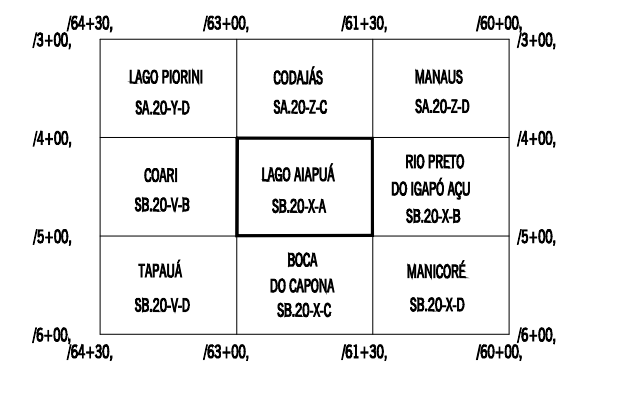 /64+30, /63+00, /61+30, /60+00,
/3+00, /3+00,
LAGO PIORINI
SA.20-Y-D
CODAJÁS
SA.20-Z-C
MANAUS
SA.20-Z-D
/4+00, /4+00,
COARI
SB.20-V-B
LAGO AIAPUÁ
SB.20-X-A
RIO PRETO
DO IGAPÓ AÇU
SB.20-X-B
/5+00, /5+00,
TAPAUÁ
SB.20-V-D
BOCA
DO CAPONA
SB.20-X-C
MANICORÉ
SB.20-X-D
/6+00, /6+00,
/64+30, /63+00, /61+30, /60+00,